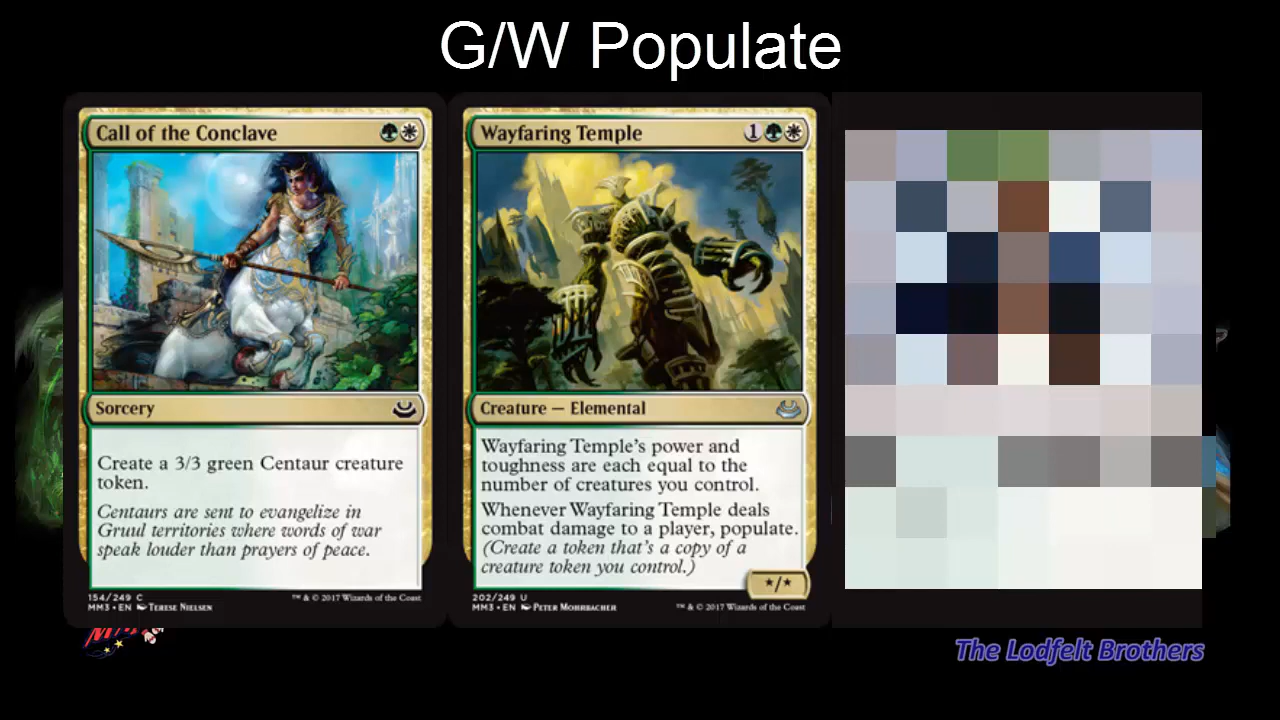 G/W Populate
Call of the Conclave
Sorcery
Create a 3/3 green Centaur creature
token.
Centaurs are sent to evangelize in
Gruul territories where words of war
speak louder than prayers of peace.
154/249 C
MM3 • EN Terese Nielsen
™ & © 2017 Wizards of the Coast
Wayfaring Temple
1
Creature — Elemental
Wayfaring Temple's power and
toughness are each equal to the
number of creatures you control.
Whenever Wayfaring Temple deals
combat damage to a player, populate.
(Create a token that's a copy of a
creature token you control.)
*/*
202/249 U
MM3 • EN Peter Mohrbacher
™ & © 2017 Wizards of the Coast
The Lodfelt Brothers